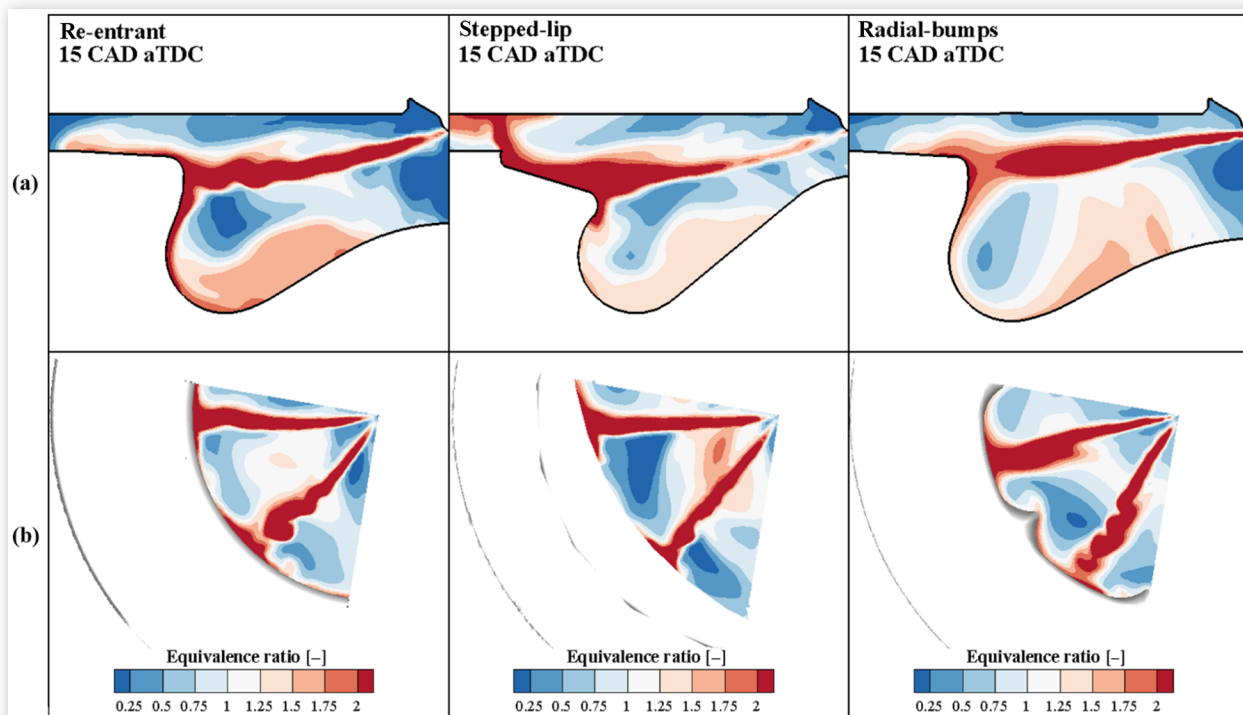 Re-entrant
15 CAD aTDC
Stepped-lip
15 CAD aTDC
Radial-bumps
15 CAD aTDC
(a)
(b)
Equivalence ratio [–]
0.25 0.5 0.75 1 1.25 1.5 1.75 2
Equivalence ratio [–]
0.25 0.5 0.75 1 1.25 1.5 1.75 2
Equivalence ratio [–]
0.25 0.5 0.75 1 1.25 1.5 1.75 2